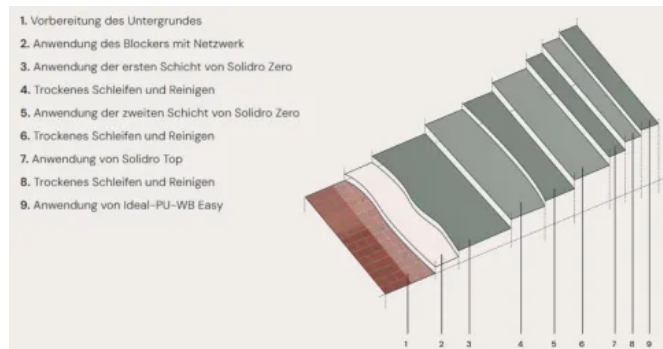 1. Vorbereitung des Untergrundes
2. Anwendung des Blockers mit Netzwerk
3. Anwendung der ersten Schicht von Solidro Zero
4. Trockenes Schleifen und Reinigen
5. Anwendung der zweiten Schicht von Solidro Zero
6. Trockenes Schleifen und Reinigen
7. Anwendung von Solidro Top
8. Trockenes Schleifen und Reinigen
9. Anwendung von Ideal-PU-WB Easy
1 2 3 4 5 6 7 8 9